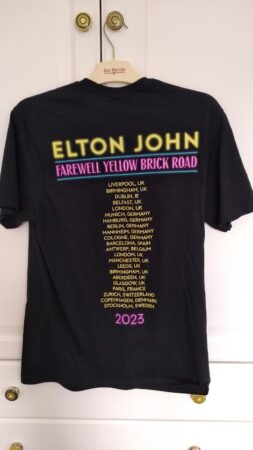 ELTON JOHN
FAREWELL YELLOW BRICK ROAD
LIVERPOOL, UK
BIRMINGHAM, UK
DUBLIN, IE
BELFAST, UK
LONDON, UK
MUNICH, GERMANY
HAMBURG, GERMANY
BERLIN, GERMANY
MANNHEIM, GERMANY
COLOGNE, GERMANY
BARCELONA, SPAIN
ANTWERP, BELGIUM
LONDON, UK
MANCHESTER, UK
LEEDS, UK
BIRMINGHAM, UK
ABERDEEN, UK
GLASGOW, UK
PARIS, FRANCE
ZURICH, SWITZERLAND
COPENHAGEN, DENMARK
STOCKHOLM, SWEDEN
2023